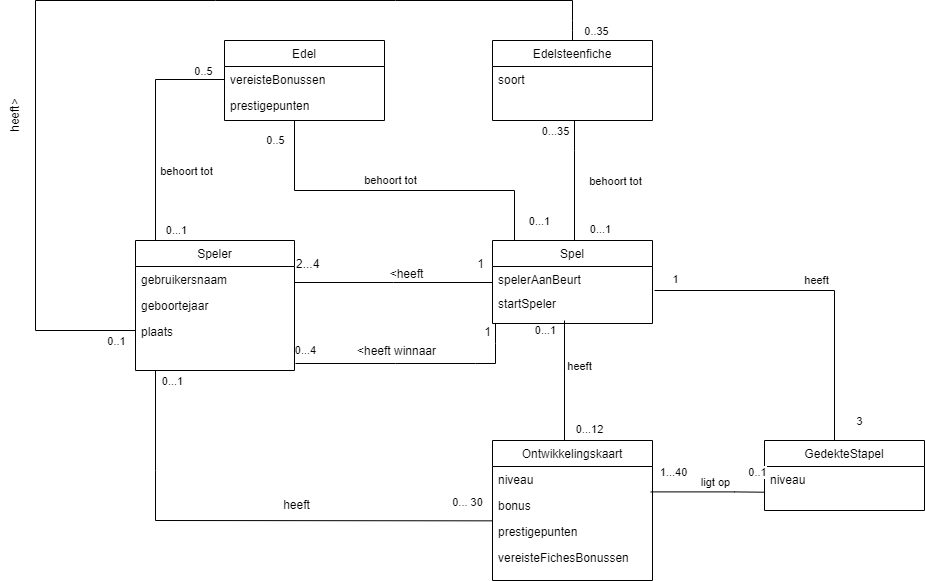 0..35
Edel
Edelsteenfiche
0..5
vereisteBonussen
soort
heeft>
prestigepunten
0..5
0...35
behoort tot
behoort tot
behoort tot
0...1
0...1
0...1
Speler
Spel
2...4
<heeft
1
1
heeft
gebruikersnaam
spelerAanBeurt
geboortejaar
startSpeler
plaats
0..1
1
0...1
0...4
<heeft winnaar
heeft
0...1
3
0...12
Ontwikkelingskaart
GedekteStapel
niveau
1...40
ligt op
0..1
niveau
heeft
0... 30
bonus
prestigepunten
vereisteFichesBonussen